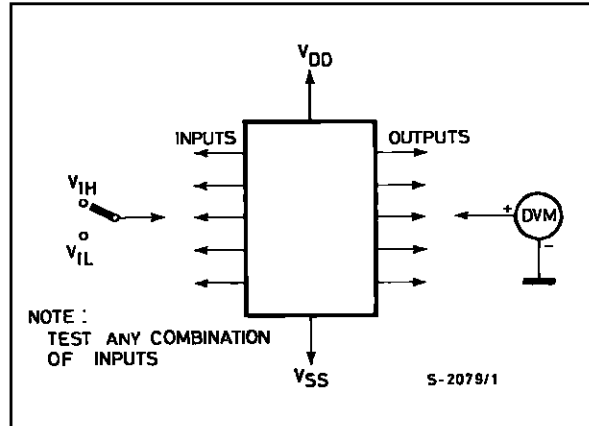 VDD
INPUTS
OUTPUTS
VIH
VIL
+
DVM
-
NOTE :
TEST ANY COMBINATION
OF INPUTS
VSS
S-2079/1